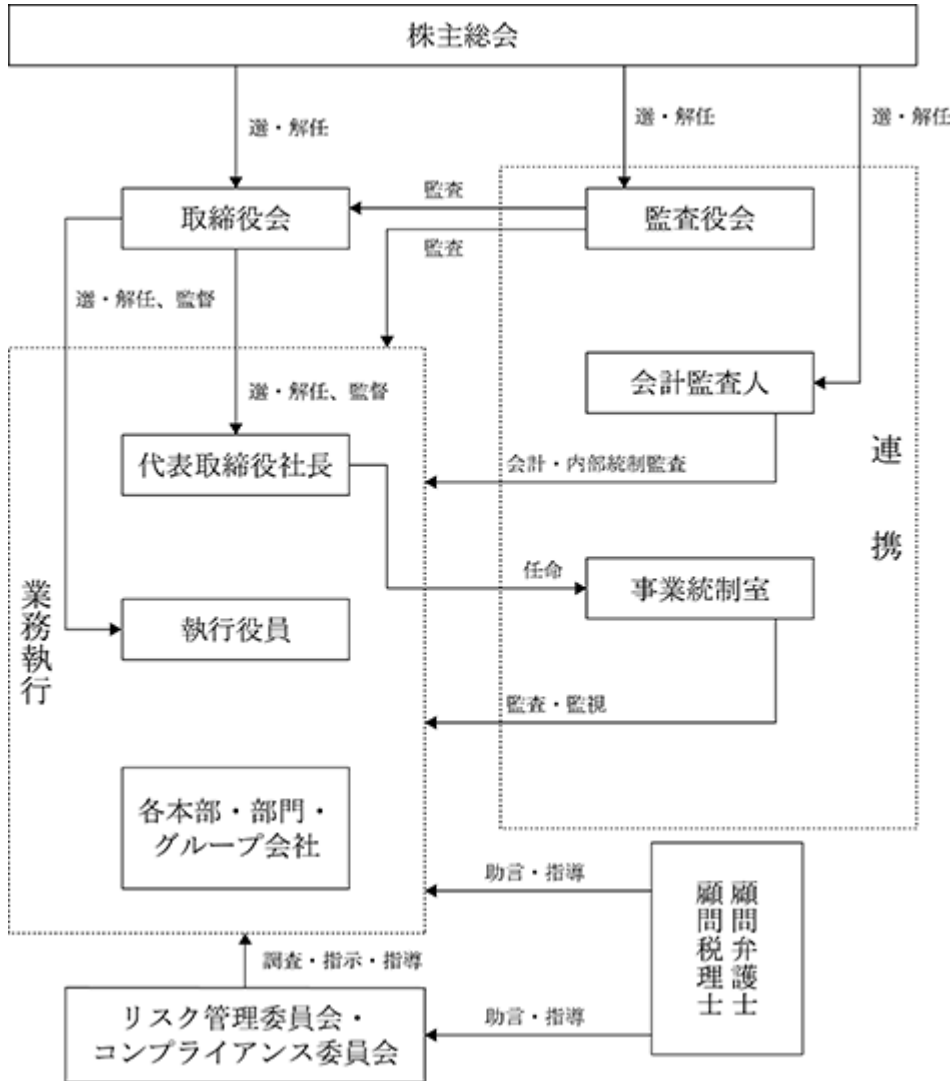 株主総会
選・解任
選・解任
選・解任
取締役会
監査
監査役会
監査
選・解任、監督
選・解任、監督
会計監査人
代表取締役社長
会計・内部統制監査
連携
任命
事業統制室
業務執行
執行役員
監査・監視
各本部・部門・
グループ会社
助言・指導
顧問弁護士
顧問税理士
調査・指示・指導
リスク管理委員会・
コンプライアンス委員会
助言・指導